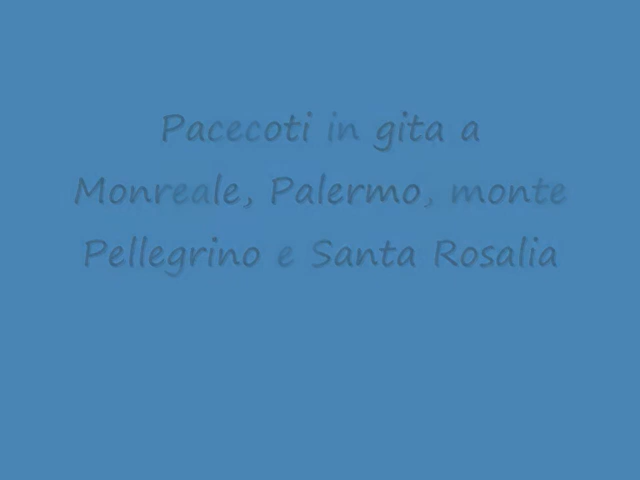 Pacecoti in gita a
Monreale, Palermo, monte
Pellegrino e Santa Rosalia